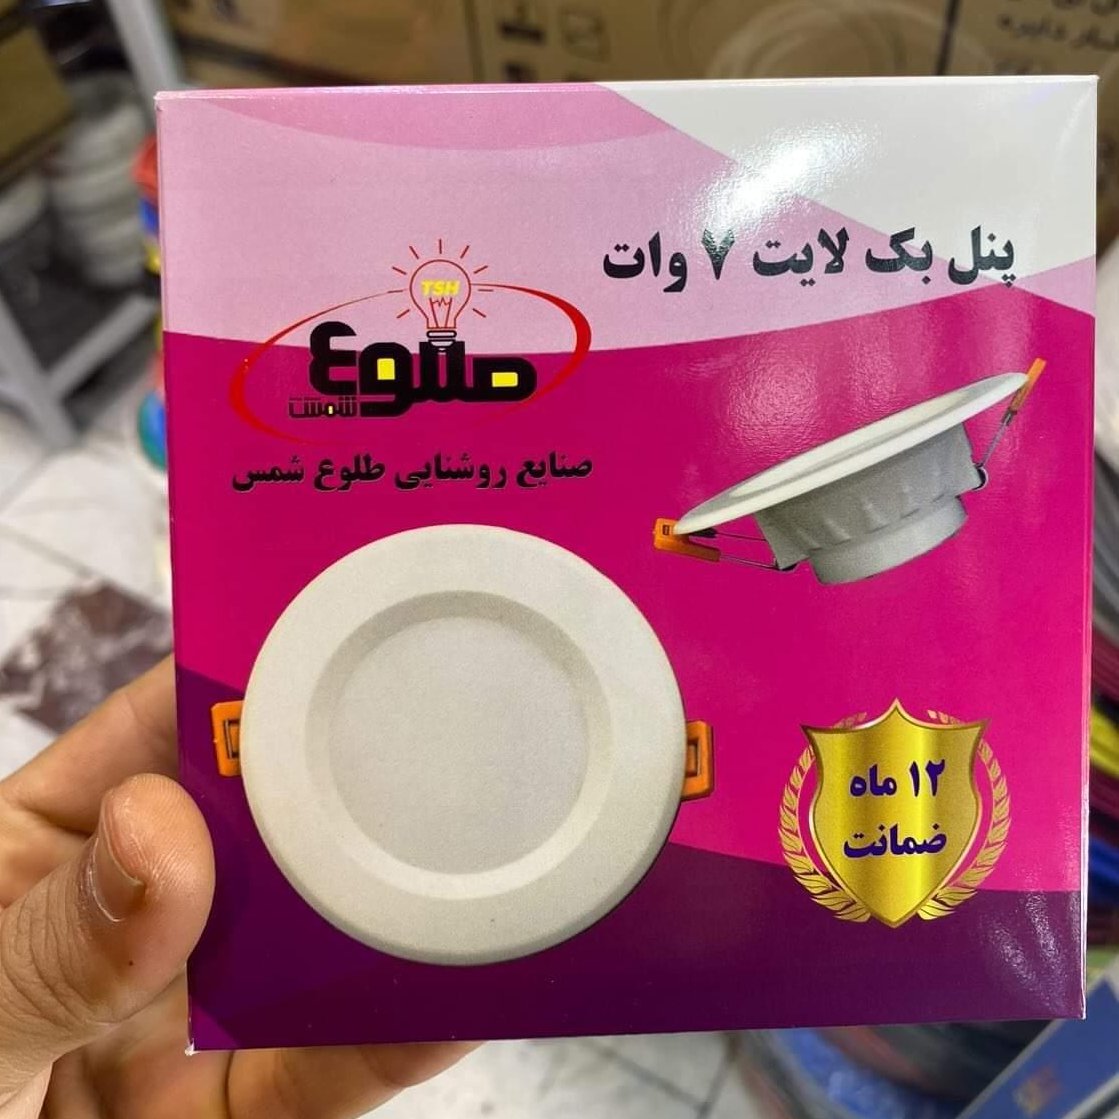 پنل بک لایت ۷ وات
TSH
طلوع
شمس
صنایع روشنایی طلوع شمس
۱۲ ماه
ضمانت